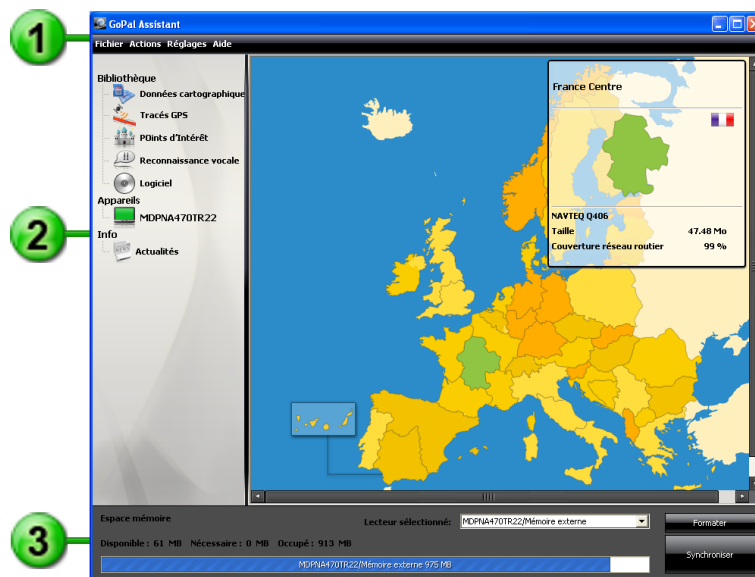 GoPal Assistant
1
Fichier Actions Réglages Aide
Bibliothèque
Données cartographique
Tracés GPS
POints d'Intérêt
Reconnaissance vocale
Logiciel
Appareils
MDPNA470TR22
Info
Actualités
2
France Centre
NAVTEQ Q406
Taille 47.48 Mo
Couverture réseau routier 99 %
3
Espace mémoire
Lecteur sélectionné: MDPNA470TR22/Mémoire externe
Formater
Disponible : 61 MB Nécessaire : 0 MB Occupé : 913 MB
Synchroniser
MDPNA470TR22/Mémoire externe 975 MB